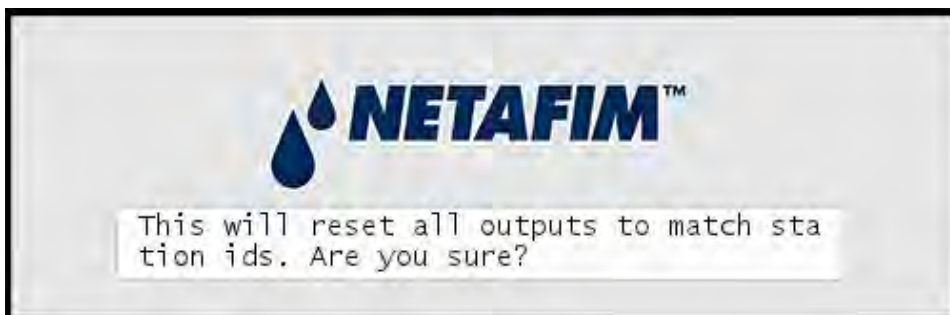 NETAFIM™
This will reset all outputs to match sta
tion ids. Are you sure?